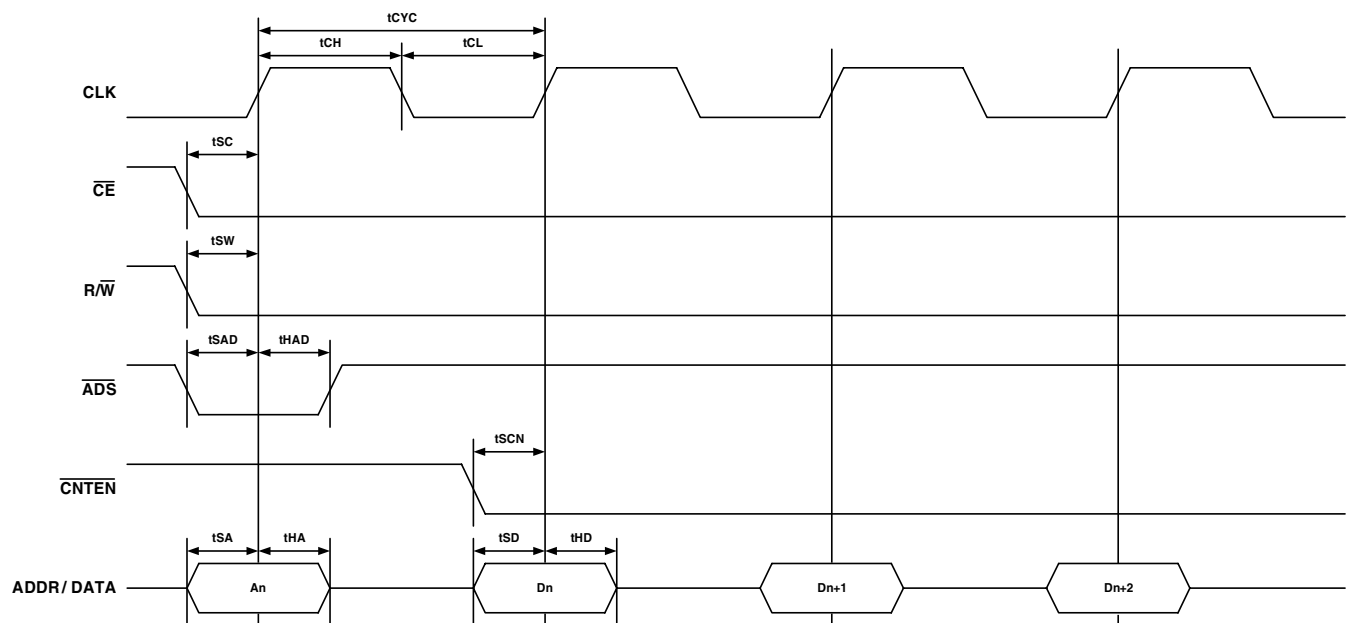 tCYC
tCH tCL
CLK
tSC
CE
tSW
R/W
tSAD tHAD
ADS
tSCN
CNTEN
tSA tHA tSD tHD
ADDR/ DATA An Dn Dn+1 Dn+2